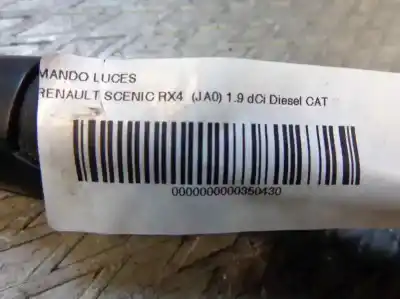 MANDO LUCES
RENAULT SCENIC RX4 (JA0) 1.9 dCi Diesel CAT
0000000000350430